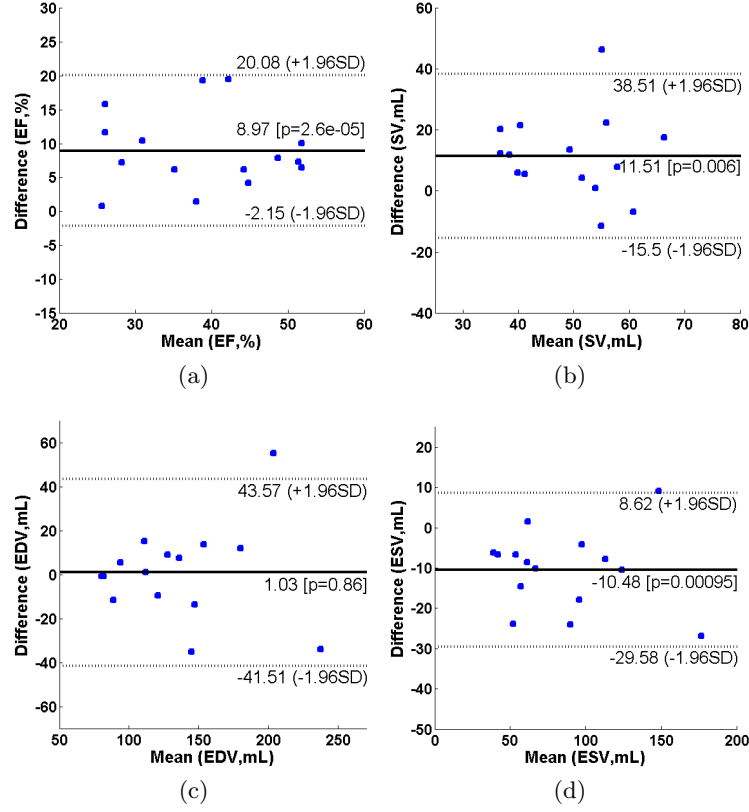 30
25
20
15
10
5
0
5
10
-15
20
30
40
50
60
Difference (EF,%)
Mean (EF,%)
20.08 (+1.96SD)
8.97 [p=2.6e-05]
-2.15 (-1.96SD)
(a)
60
40
20
0
-20
-40
30
40
50
60
70
80
Difference (SV,mL)
Mean (SV,mL)
38.51 (+1.96SD)
11.51 [p=0.006]
-15.5 (-1.96SD)
(b)
60
40
20
0
-20
-40
-60
50
100
150
200
250
Difference (EDV,mL)
Mean (EDV,mL)
43.57 (+1.96SD)
1.03 [p=0.86]
-41.51 (-1.96SD)
(c)
20
10
0
-10
-20
-30
-40
-50
0
50
100
150
200
Difference (ESV,mL)
Mean (ESV,mL)
8.62 (+1.96SD)
-10.48 [p=0.00095]
-29.58 (-1.96SD)
(d)